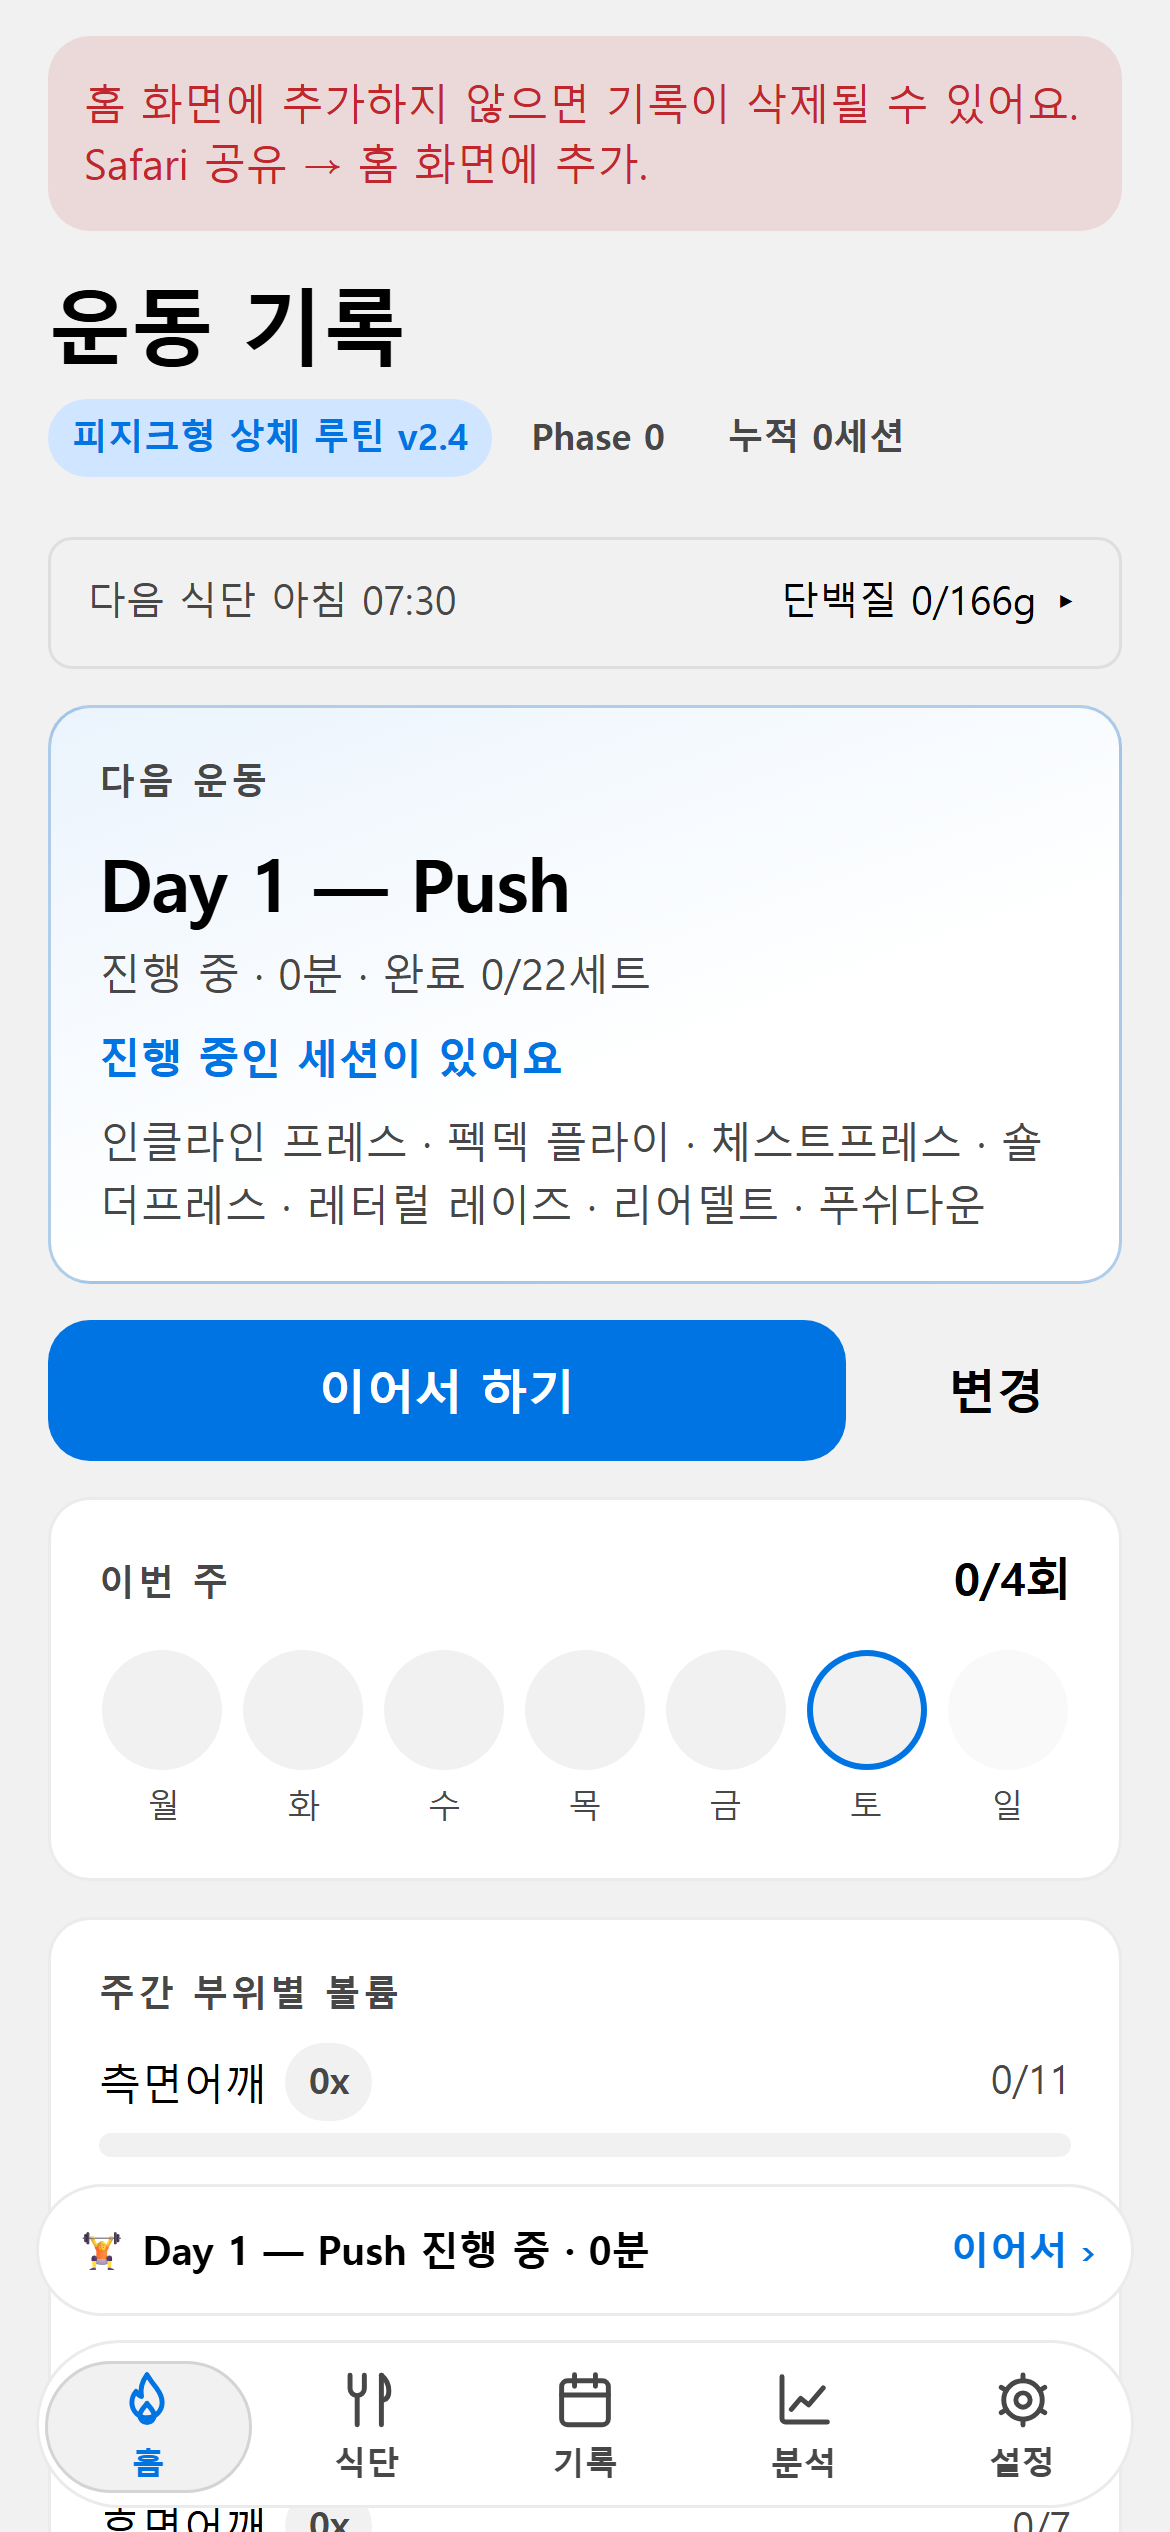 홈 화면에 추가하지 않으면 기록이 삭제될 수 있어요.
Safari 공유 → 홈 화면에 추가.
운동 기록
피지크형 상체 루틴 v2.4 Phase 0 누적 0세션
다음 식단 아침 07:30 단백질 0/166g ▸
다음 운동
Day 1 — Push
진행 중 · 0분 · 완료 0/22세트
진행 중인 세션이 있어요
인클라인 프레스 · 펙덱 플라이 · 체스트프레스 · 숄
더프레스 · 레터럴 레이즈 · 리어델트 · 푸쉬다운
이어서 하기 변경
이번 주 0/4회
월 화 수 목 금 토 일
주간 부위별 볼륨
측면어깨 0x 0/11
Day 1 — Push 진행 중 · 0분 이어서 ›
홈 식단 기록 분석 설정
후면어깨 0x 0/7